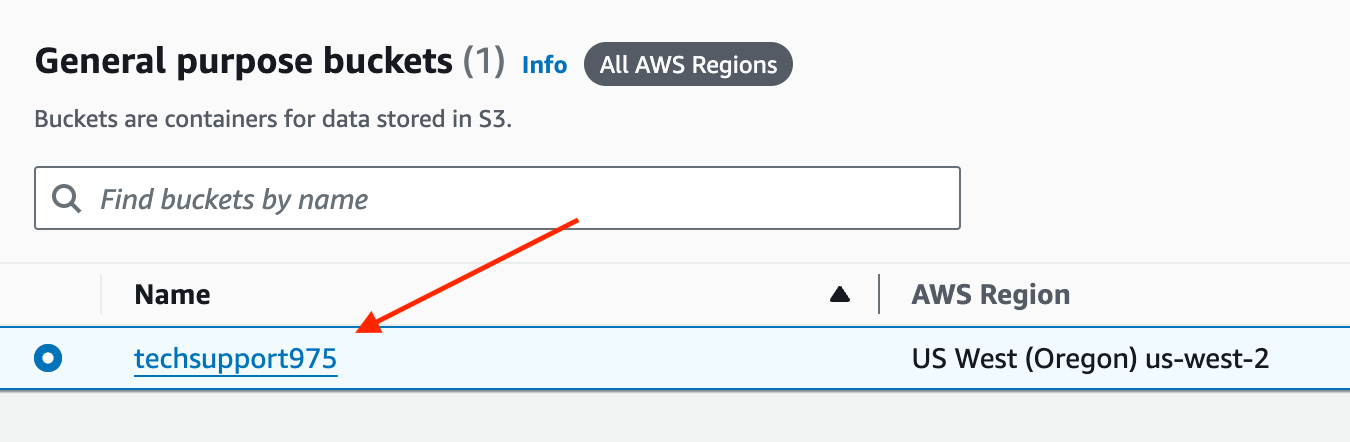 General purpose buckets (1) Info All AWS Regions
Buckets are containers for data stored in S3.
Find buckets by name
Name AWS Region
techsupport975 US West (Oregon) us-west-2